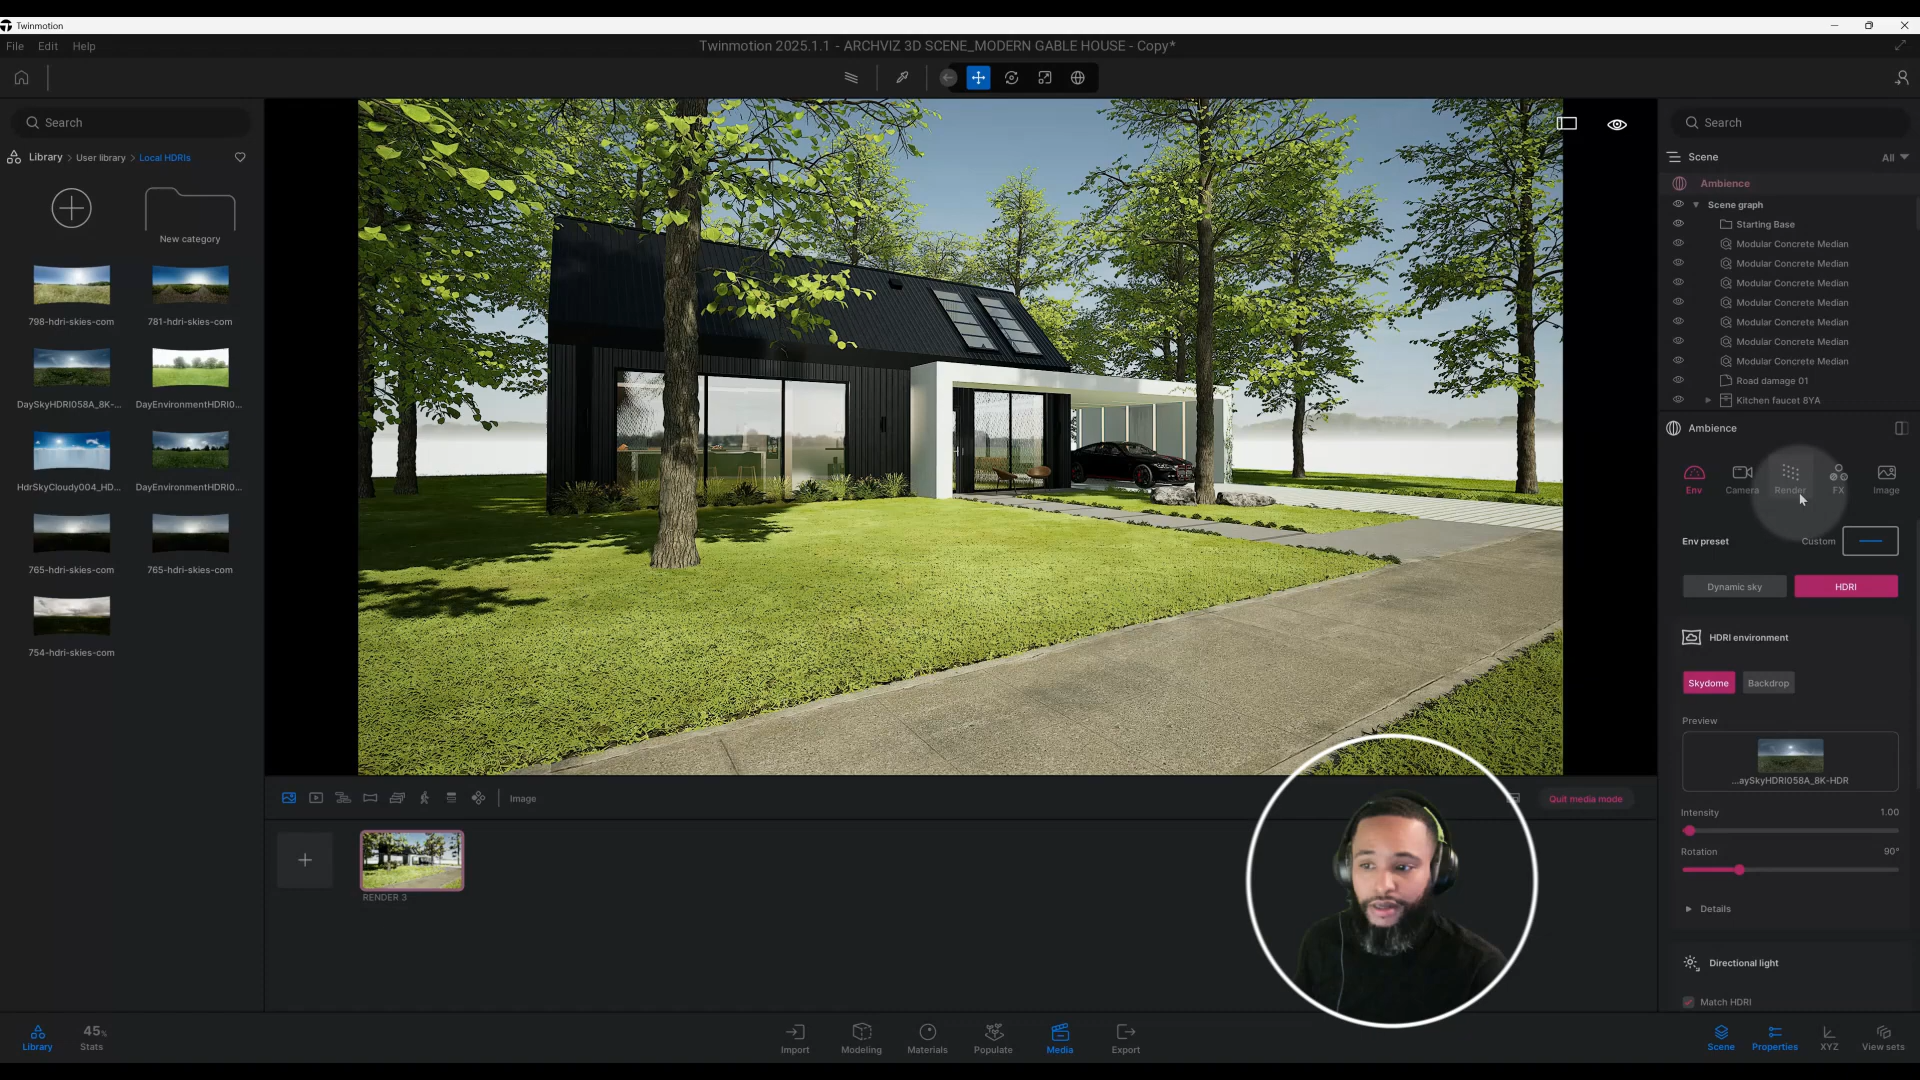 Twinmotion
File Edit Help
Twinmotion 2025.1.1 - ARCHVIZ 3D SCENE_MODERN GABLE HOUSE - Copy*
Search
Library > User library > Local HDRIs
New category
798-hdri-skies-com
781-hdri-skies-com
DaySkyHDRI058A_8K-...
DayEnvironmentHDRI0...
HdrSkyCloudy004_HD...
DayEnvironmentHDRI0...
765-hdri-skies-com
765-hdri-skies-com
754-hdri-skies-com
Search
Scene
All
Ambience
Scene graph
Starting Base
Modular Concrete Median
Modular Concrete Median
Modular Concrete Median
Modular Concrete Median
Modular Concrete Median
Modular Concrete Median
Modular Concrete Median
Road damage 01
Kitchen faucet 8YA
Ambience
Env Camera Render FX Image
Env preset
Custom
Dynamic sky
HDRI
HDRI environment
Skydome
Backdrop
Preview
...aySkyHDRI058A_8K-HDR
Intensity
1.00
Rotation
90°
Details
Directional light
Match HDRI
Image
Quit media mode
RENDER 3
Library
45%
Stats
Import
Modeling
Materials
Populate
Media
Export
Scene
Properties
XYZ
View sets